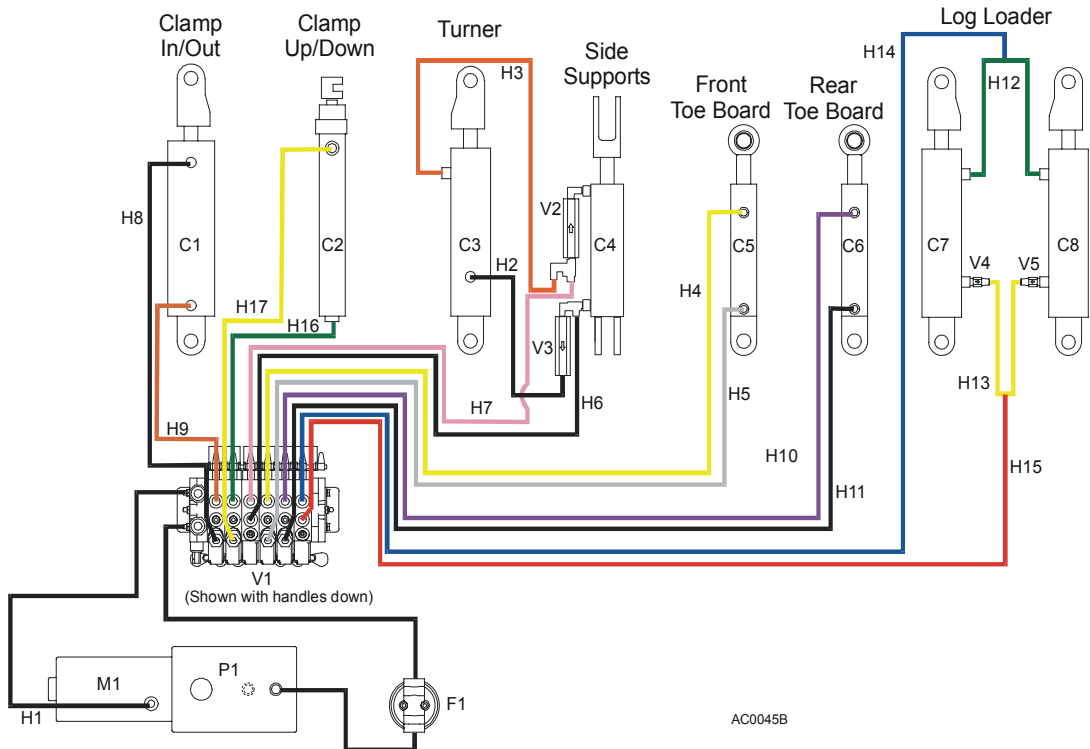 Clamp
In/Out
Clamp
Up/Down
Turner
Side
Supports
Front
Toe Board
Rear
Toe Board
Log Loader
H14
H3
H12
H8
V2
C1
C2
C3
C4
C5
C6
C7
C8
H2
V4
V5
H4
H17
H16
V3
H13
H7
H6
H5
H9
H10
H15
H11
V1
(Shown with handles down)
M1
P1
F1
H1
AC0045B